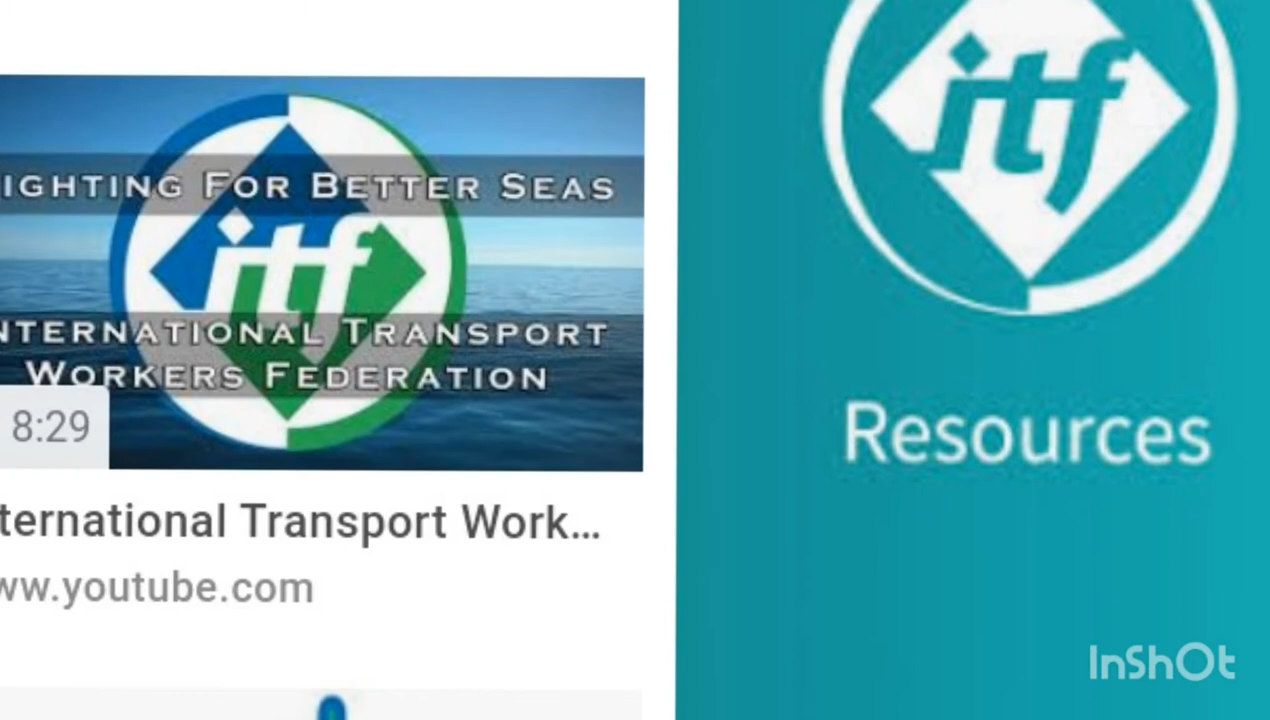 IGHTING FOR BETTER SEAS
itf
NTERNATIONAL TRANSPORT
WORKERS FEDERATION
8:29
ternational Transport Work...
ww.youtube.com
itf
Resources
InShOt